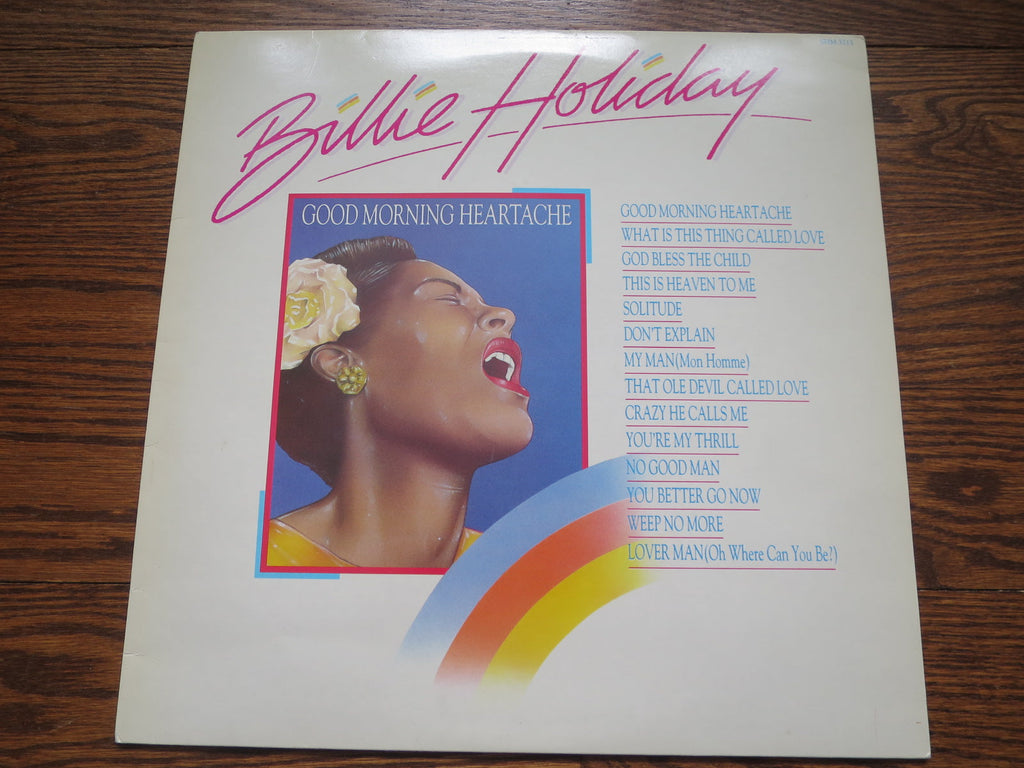 Billie Holiday
GOOD MORNING HEARTACHE
GOOD MORNING HEARTACHE
WHAT IS THIS THING CALLED LOVE
GOD BLESS THE CHILD
THIS IS HEAVEN TO ME
SOLITUDE
DON'T EXPLAIN
MY MAN(Mon Homme)
THAT OLE DEVIL CALLED LOVE
CRAZY HE CALLS ME
YOU'RE MY THRILL
NO GOOD MAN
YOU BETTER GO NOW
WEEP NO MORE
LOVER MAN(Oh Where Can You Be?)